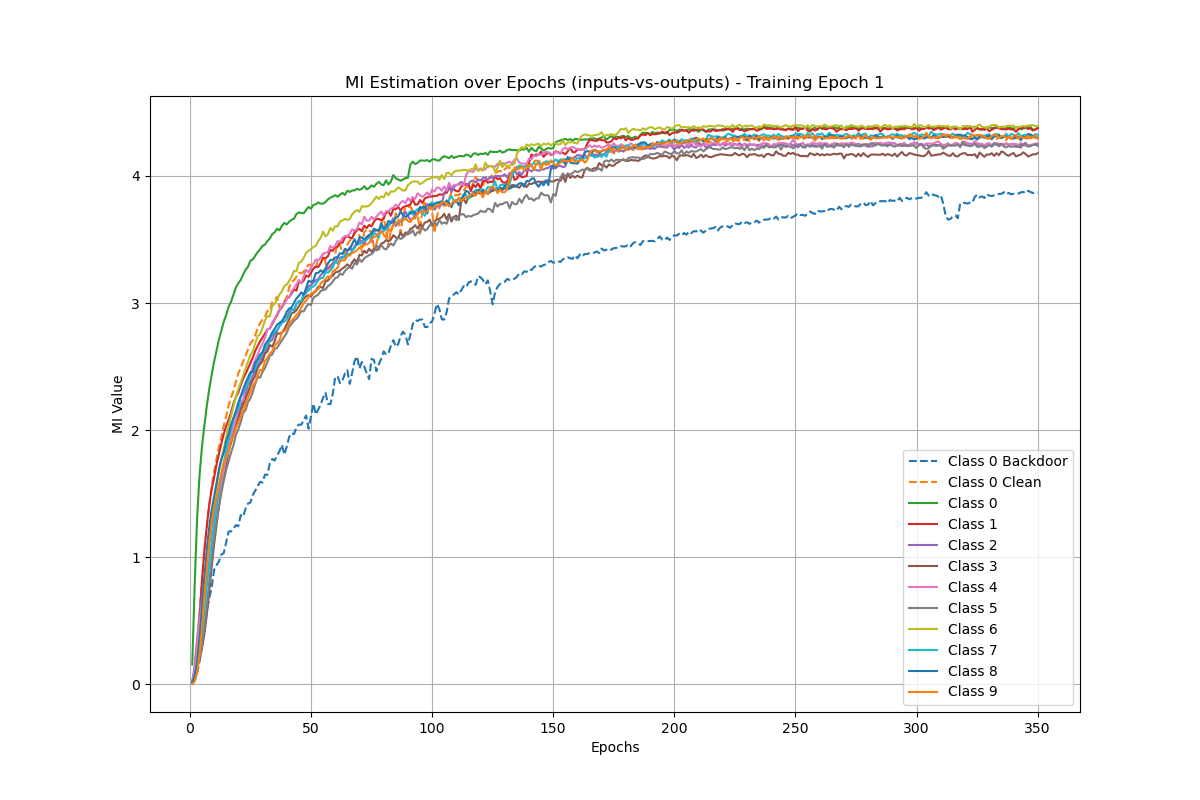 MI Estimation over Epochs (inputs-vs-outputs) - Training Epoch 1
MI Value
4
3
2
1
0
0 50 100 150 200 250 300 350
Epochs
Class 0 Backdoor
Class 0 Clean
Class 0
Class 1
Class 2
Class 3
Class 4
Class 5
Class 6
Class 7
Class 8
Class 9